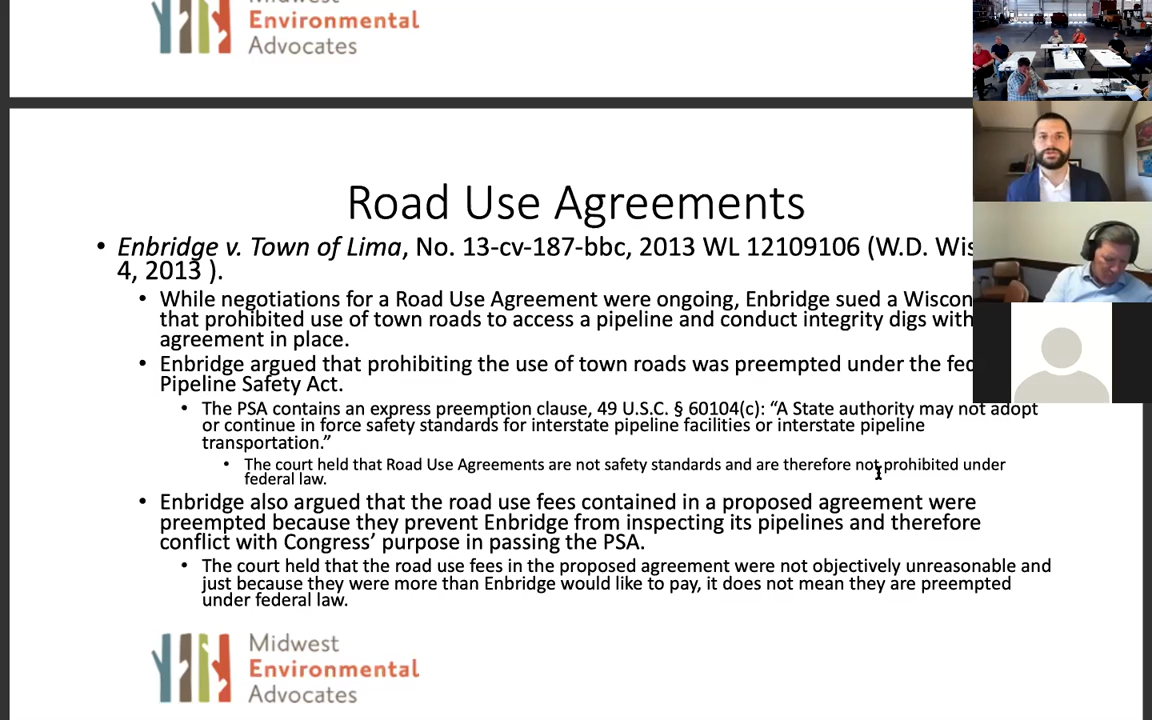 Environmental
Advocates
Road Use Agreements
• Enbridge v. Town of Lima, No. 13-cv-187-bbc, 2013 WL 12109106 (W.D.
4, 2013 ).
• While negotiations for a Road Use Agreement were ongoing, Enbridge sued a
that prohibited use of town roads to access a pipeline and conduct integrity digs
agreement in place.
• Enbridge argued that prohibiting the use of town roads was preempted under the
Pipeline Safety Act.
• The PSA contains an express preemption clause, 49 U.S.C. § 60104(c): “A State authority may not adopt
or continue in force safety standards for interstate pipeline facilities or interstate pipeline
transportation.”
• The court held that Road Use Agreements are not safety standards and are therefore not prohibited under
federal law.
• Enbridge also argued that the road use fees contained in a proposed agreement were
preempted because they prevent Enbridge from inspecting its pipelines and therefore
conflict with Congress’ purpose in passing the PSA.
• The court held that the road use fees in the proposed agreement were not objectively unreasonable and
just because they were more than Enbridge would like to pay, it does not mean they are preempted
under federal law.
Midwest
Environmental
Advocates